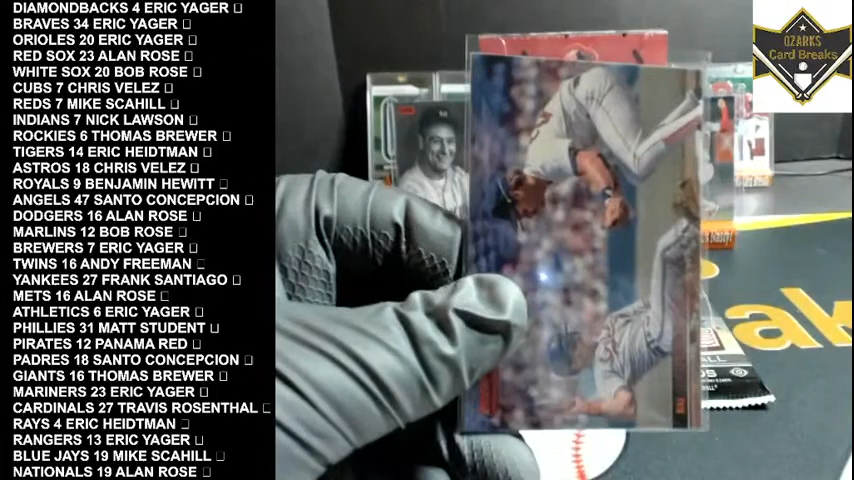 DIAMONDBACKS 4 ERIC YAGER
BRAVES 34 ERIC YAGER
ORIOLES 20 ERIC YAGER
RED SOX 23 ALAN ROSE
WHITE SOX 20 BOB ROSE
CUBS 7 CHRIS VELEZ
REDS 7 MIKE SCAHILL
INDIANS 7 NICK LAWSON
ROCKIES 6 THOMAS BREWER
TIGERS 14 ERIC HEIDTMAN
ASTROS 18 CHRIS VELEZ
ROYALS 9 BENJAMIN HEWITT
ANGELS 47 SANTO CONCEPCION
DODGERS 16 ALAN ROSE
MARLINS 12 BOB ROSE
BREWERS 7 ERIC YAGER
TWINS 16 ANDY FREEMAN
YANKEES 27 FRANK SANTIAGO
METS 16 ALAN ROSE
ATHLETICS 6 ERIC YAGER
PHILLIES 31 MATT STUDENT
PIRATES 12 PANAMA RED
PADRES 18 SANTO CONCEPCION
GIANTS 16 THOMAS BREWER
MARINERS 23 ERIC YAGER
CARDINALS 27 TRAVIS ROSENTHAL
RAYS 4 ERIC HEIDTMAN
RANGERS 13 ERIC YAGER
BLUE JAYS 19 MIKE SCAHILL
NATIONALS 19 ALAN ROSE
OZARKS
Card Breaks
ak